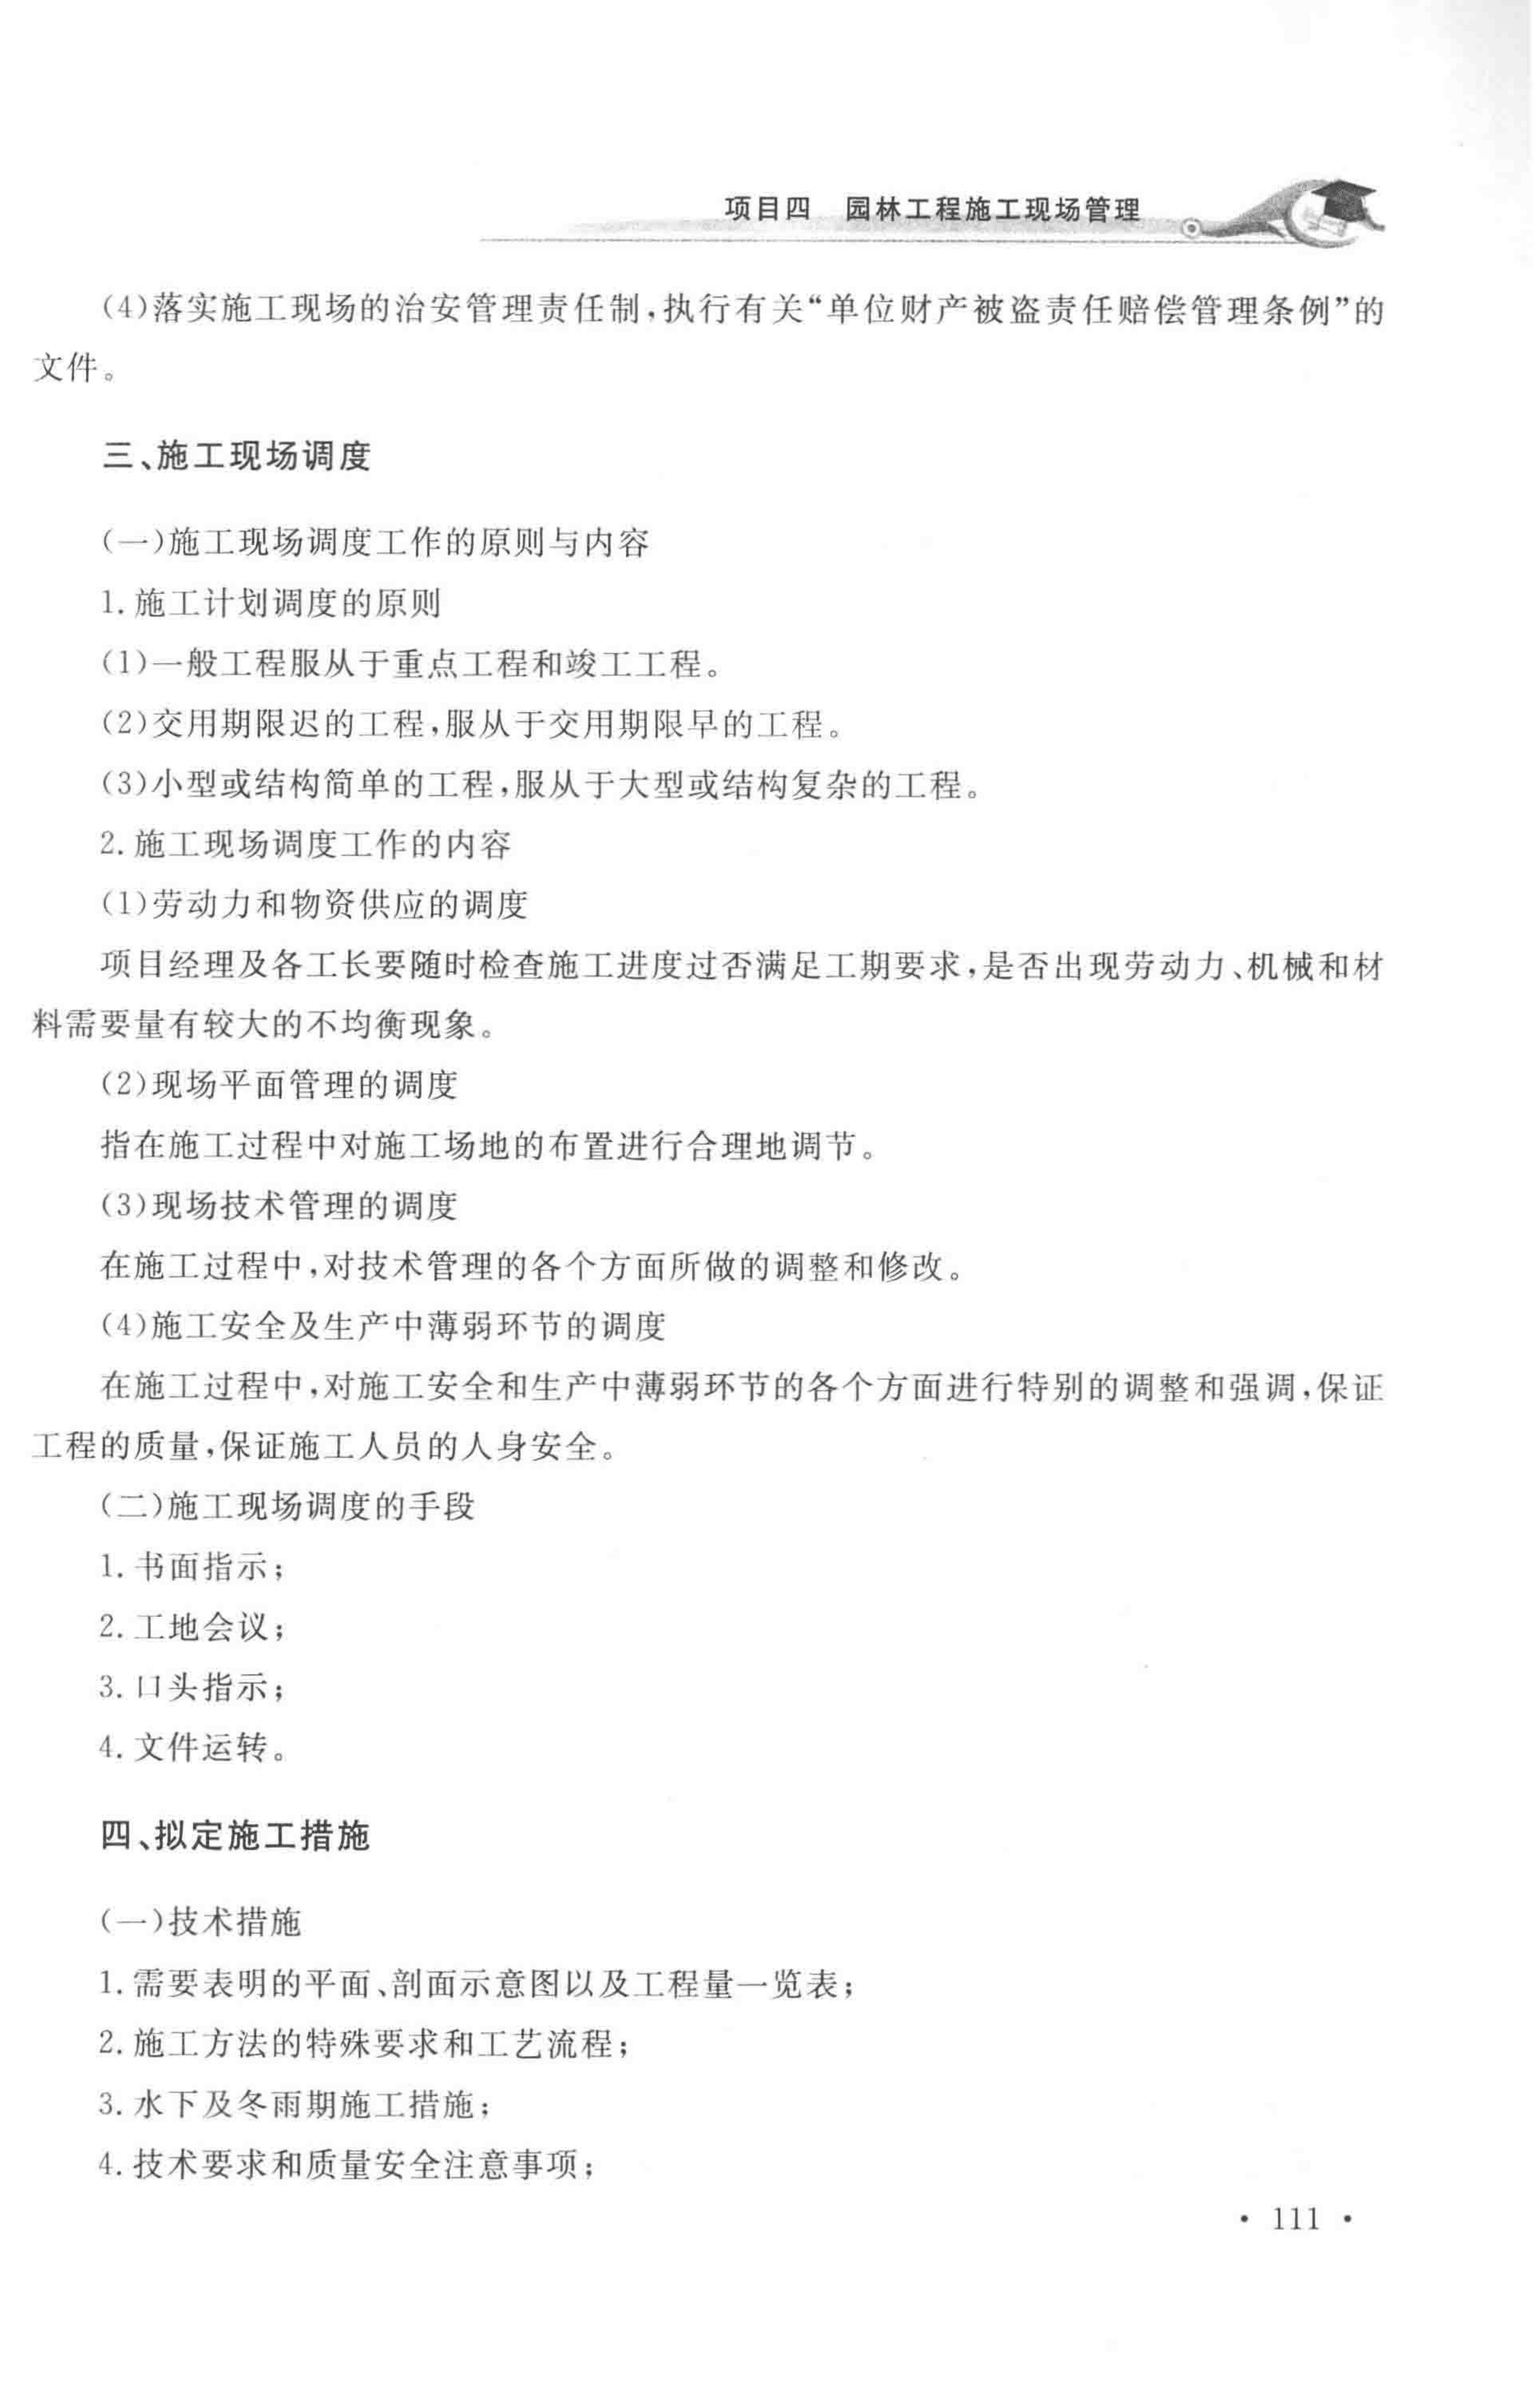 项目四 园林工程施工现场管理
(4)落实施工现场的治安管理责任制,执行有关“单位财产被盗责任赔偿管理条例”的
文件。
三、施工现场调度
(一)施工现场调度工作的原则与内容
1.施工计划调度的原则
(1)一般工程服从于重点工程和竣工工程。
(2)交用期限迟的工程,服从于交用期限早的工程。
(3)小型或结构简单的工程,服从于大型或结构复杂的工程。
2.施工现场调度工作的内容
(1)劳动力和物资供应的调度
项目经理及各工长要随时检查施工进度过否满足工期要求,是否出现劳动力、机械和材
料需要量有较大的不均衡现象。
(2)现场平面管理的调度
指在施工过程中对施工场地的布置进行合理地调节。
(3)现场技术管理的调度
在施工过程中,对技术管理的各个方面所做的调整和修改。
(4)施工安全及生产中薄弱环节的调度
在施工过程中,对施工安全和生产中薄弱环节的各个方面进行特别的调整和强调,保证
工程的质量,保证施工人员的人身安全。
(二)施工现场调度的手段
1.书面指示;
2.工地会议;
3.口头指示;
4.文件运转。
四、拟定施工措施
(一)技术措施
1.需要表明的平面、剖面示意图以及工程量一览表;
2.施工方法的特殊要求和工艺流程;
3.水下及冬雨期施工措施;
4.技术要求和质量安全注意事项;
• 111 •